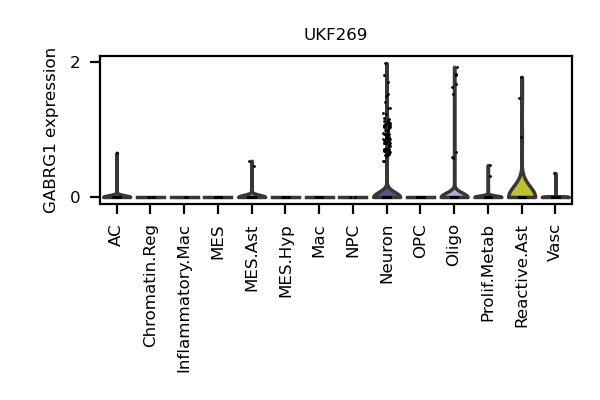 UKF269
GABRG1 expression
2
0
AC
Chromatin.Reg
Inflammatory.Mac
MES
MES.Ast
MES.Hyp
Mac
NPC
Neuron
OPC
Oligo
Prolif.Metab
Reactive.Ast
Vasc